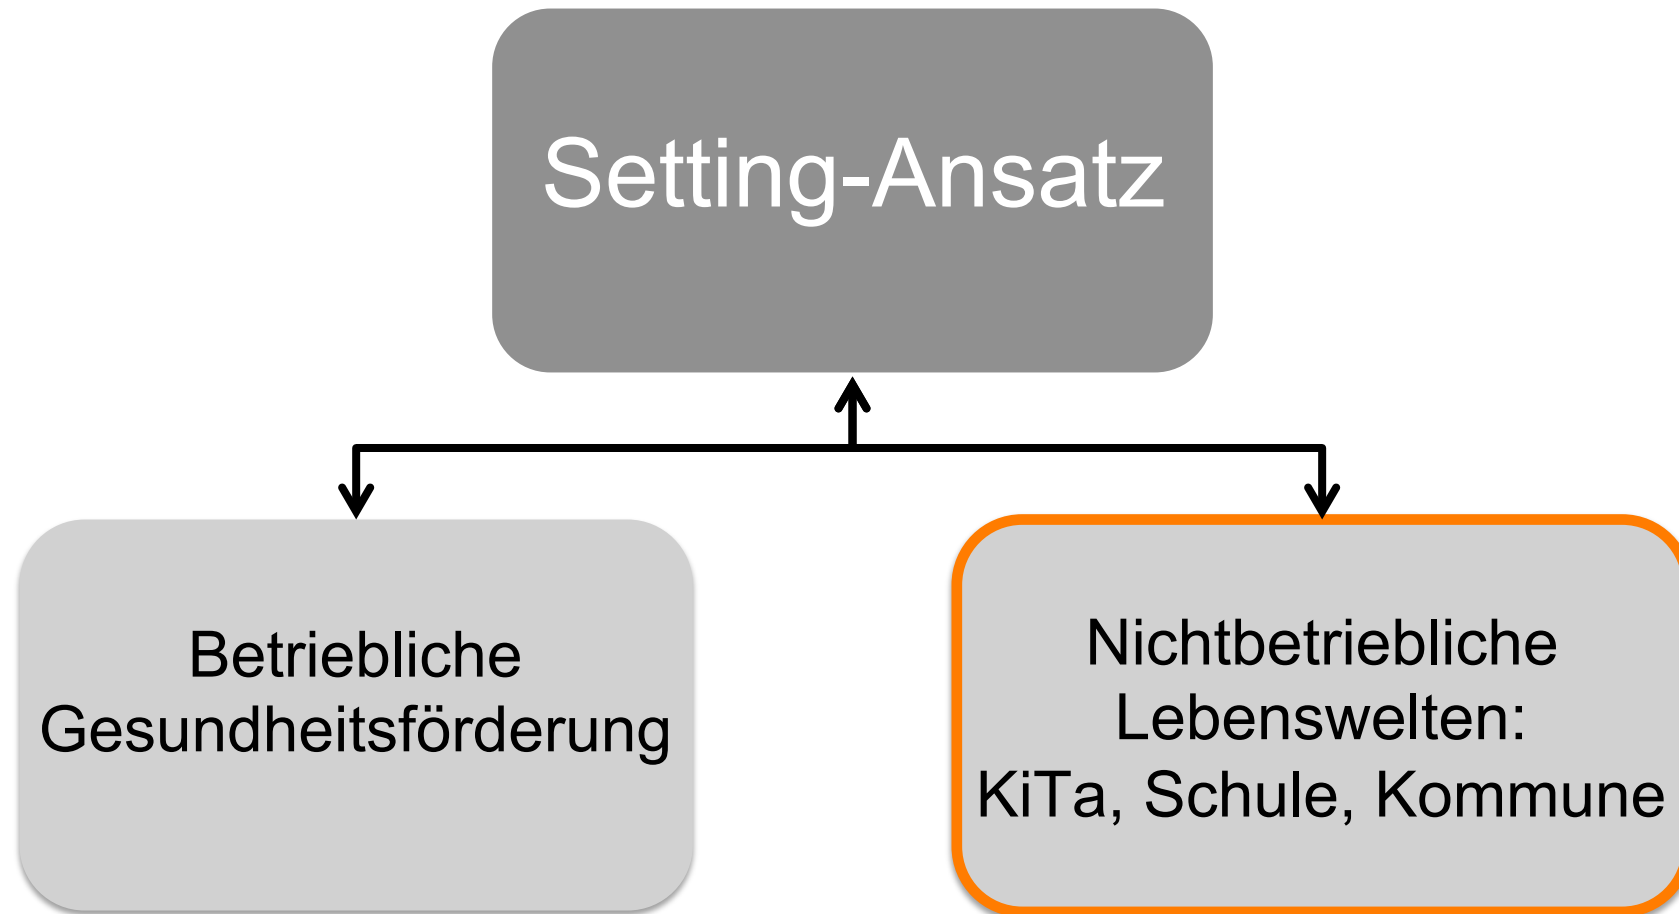 Setting-Ansatz
Betriebliche
Gesundheitsförderung
Nichtbetriebliche
Lebenswelten:
KiTa, Schule, Kommune